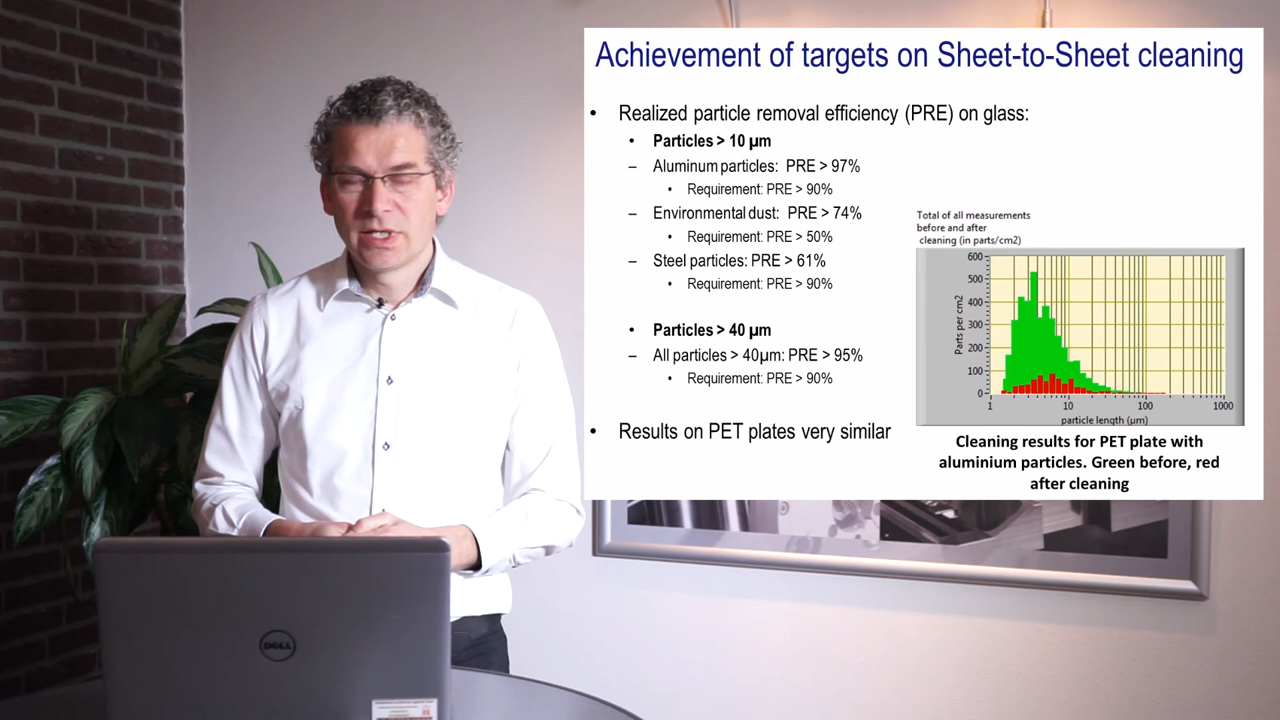 Achievement of targets on Sheet-to-Sheet cleaning
• Realized particle removal efficiency (PRE) on glass:
• Particles > 10 µm
– Aluminum particles: PRE > 97%
• Requirement: PRE > 90%
– Environmental dust: PRE > 74%
• Requirement: PRE > 50%
– Steel particles: PRE > 61%
• Requirement: PRE > 90%
• Particles > 40 µm
– All particles > 40µm: PRE > 95%
• Requirement: PRE > 90%
• Results on PET plates very similar
Total of all measurements
before and after
cleaning (in parts/cm2)
600
500
400
300
200
100
0
Parts per cm2
1 10 100 1000
particle length (µm)
Cleaning results for PET plate with
aluminium particles. Green before, red
after cleaning
DELL